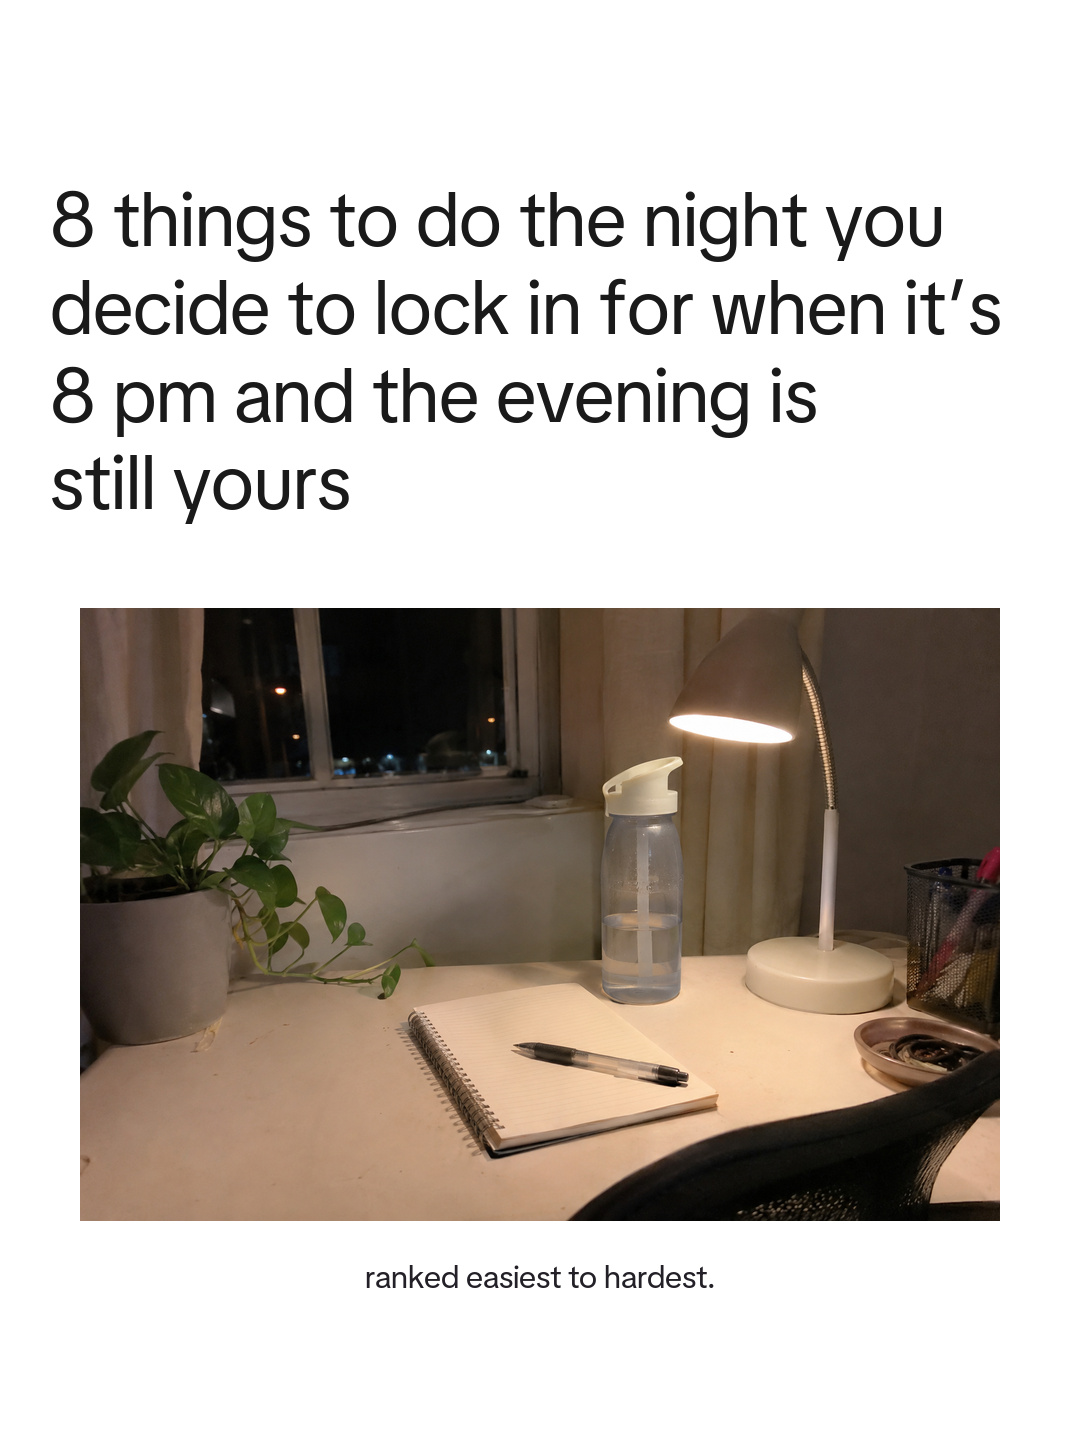 8 things to do the night you
decide to lock in for when it’s
8 pm and the evening is
still yours
ranked easiest to hardest.